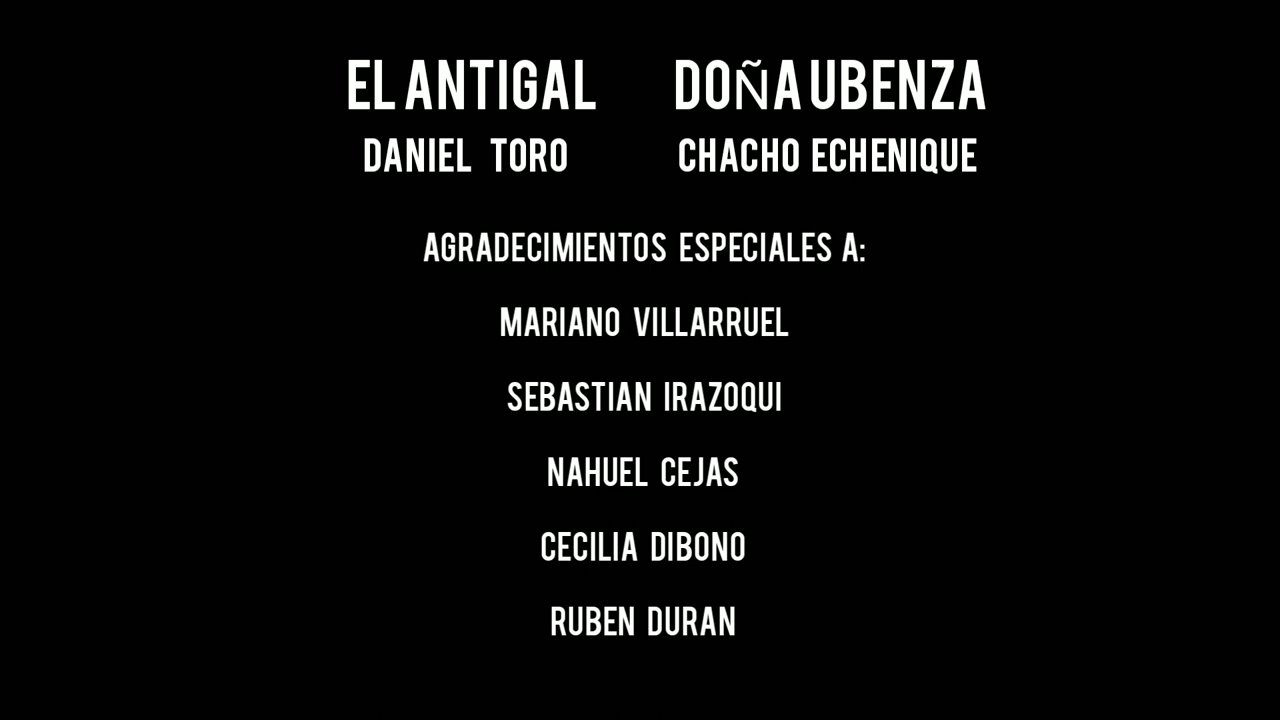 EL ANTIGAL DOÑA UBENZA
DANIEL TORO CHACHO ECHENIQUE
AGRADECIMIENTOS ESPECIALES A:
MARIANO VILLARRUEL
SEBASTIAN IRAZOQUI
NAHUEL CEJAS
CECILIA DIBONO
RUBEN DURAN